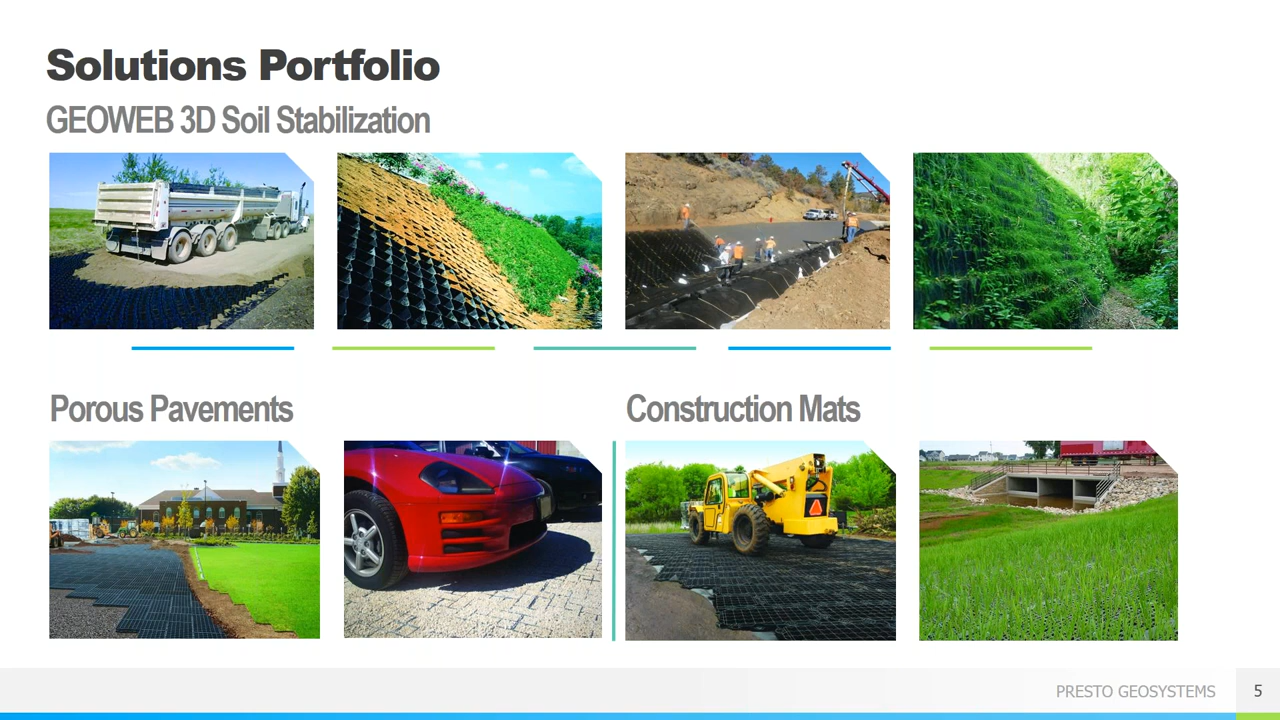 Solutions Portfolio
GEOWEB 3D Soil Stabilization
Porous Pavements
Construction Mats
PRESTO GEOSYSTEMS
5